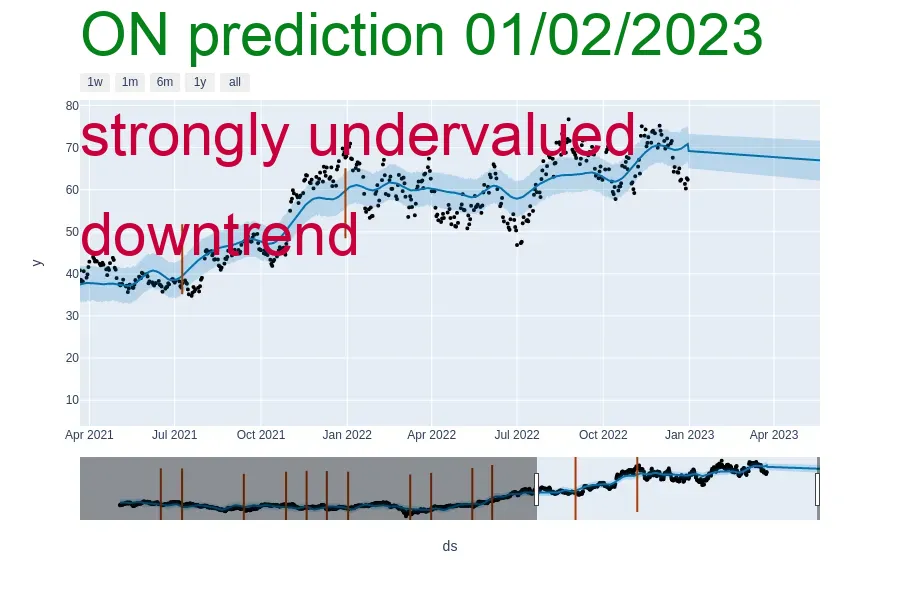 ON prediction 01/02/2023
1w 1m 6m 1y all
strongly undervalued
downtrend
80
70
60
50
40
30
20
10
y
Apr 2021 Jul 2021 Oct 2021 Jan 2022 Apr 2022 Jul 2022 Oct 2022 Jan 2023 Apr 2023
ds